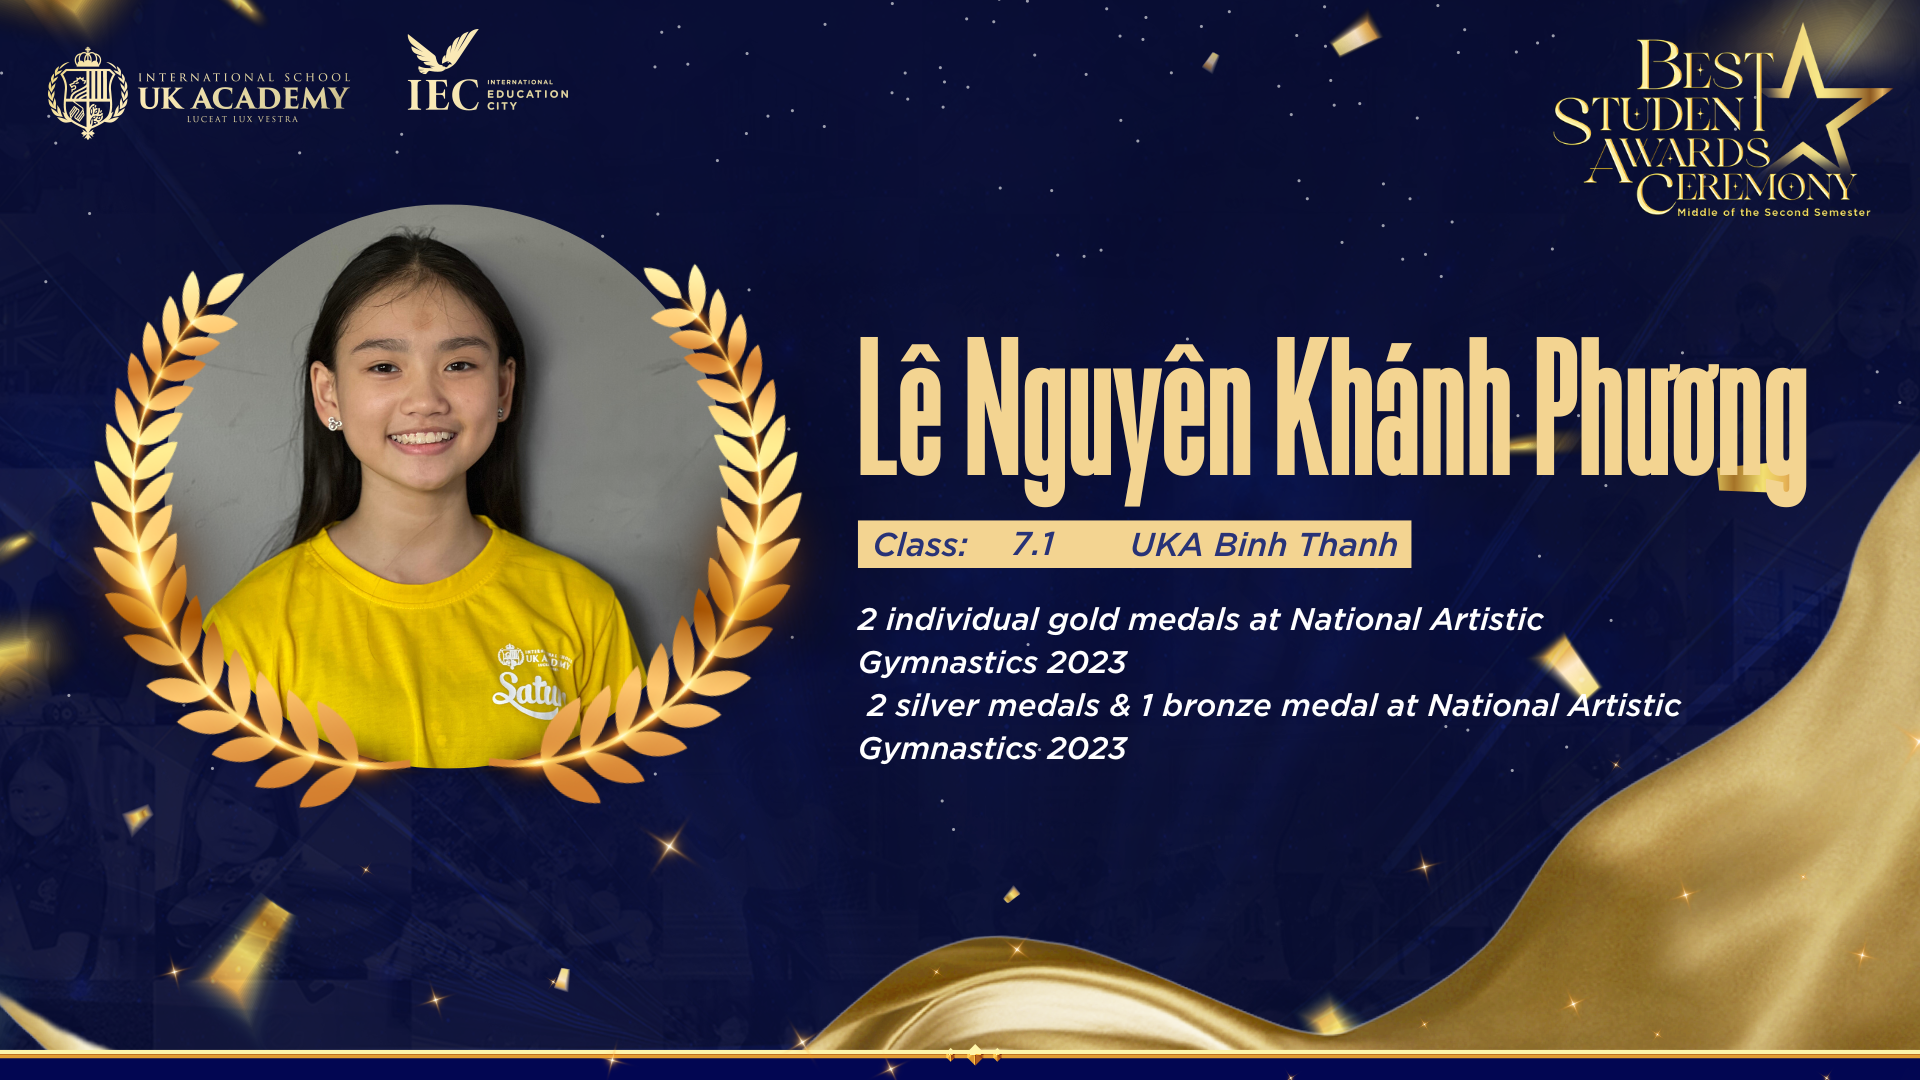 INTERNATIONAL SCHOOL
UK ACADEMY
LUCEAT LUX VESTRA
IEC
INTERNATIONAL
EDUCATION
CITY
BEST
STUDENT
AWARDS
CEREMONY
Middle of the Second Semester
Lê Nguyên Khánh Phương
Class: 7.1 UKA Binh Thanh
2 individual gold medals at National Artistic
Gymnastics 2023
2 silver medals & 1 bronze medal at National Artistic
Gymnastics 2023
UK